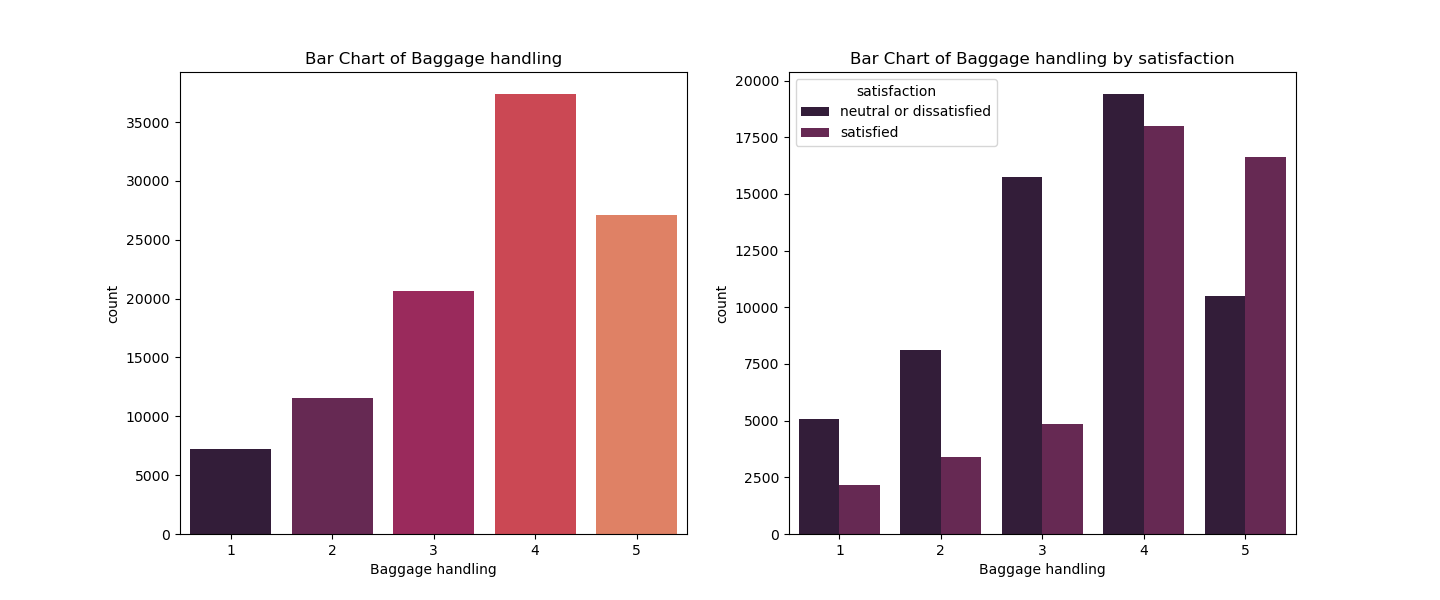 Bar Chart of Baggage handling
35000
30000
25000
20000
15000
10000
5000
0
count
1 2 3 4 5
Baggage handling
Bar Chart of Baggage handling by satisfaction
satisfaction
neutral or dissatisfied
satisfied
20000
17500
15000
12500
10000
7500
5000
2500
0
count
1 2 3 4 5
Baggage handling